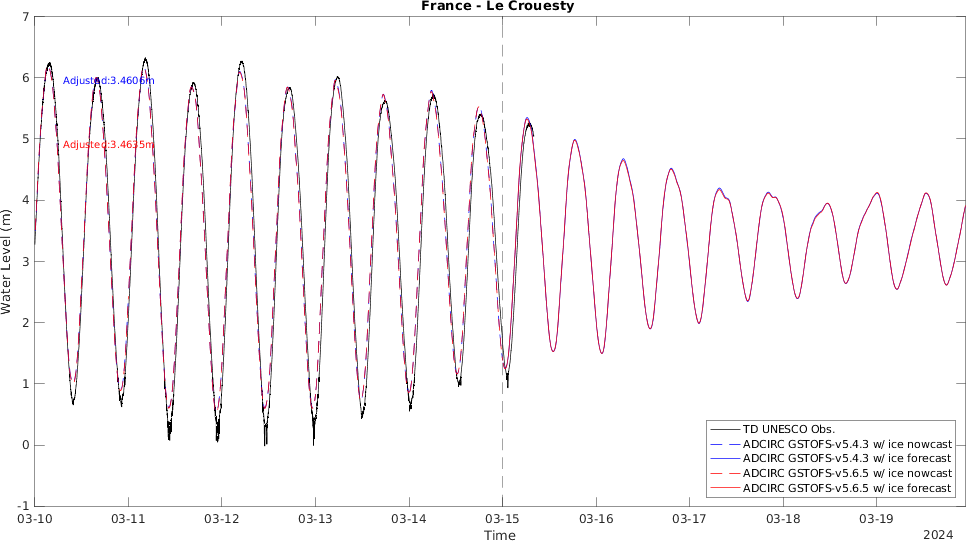 France - Le Crouesty
7
6
5
4
3
2
1
0
-1
Water Level (m)
Adjusted:3.4606m
Adjusted:3.4635m
TD UNESCO Obs.
ADCIRC GSTOFS-v5.4.3 w/ ice nowcast
ADCIRC GSTOFS-v5.4.3 w/ ice forecast
ADCIRC GSTOFS-v5.6.5 w/ ice nowcast
ADCIRC GSTOFS-v5.6.5 w/ ice forecast
03-10 03-11 03-12 03-13 03-14 03-15 03-16 03-17 03-18 03-19
Time
2024